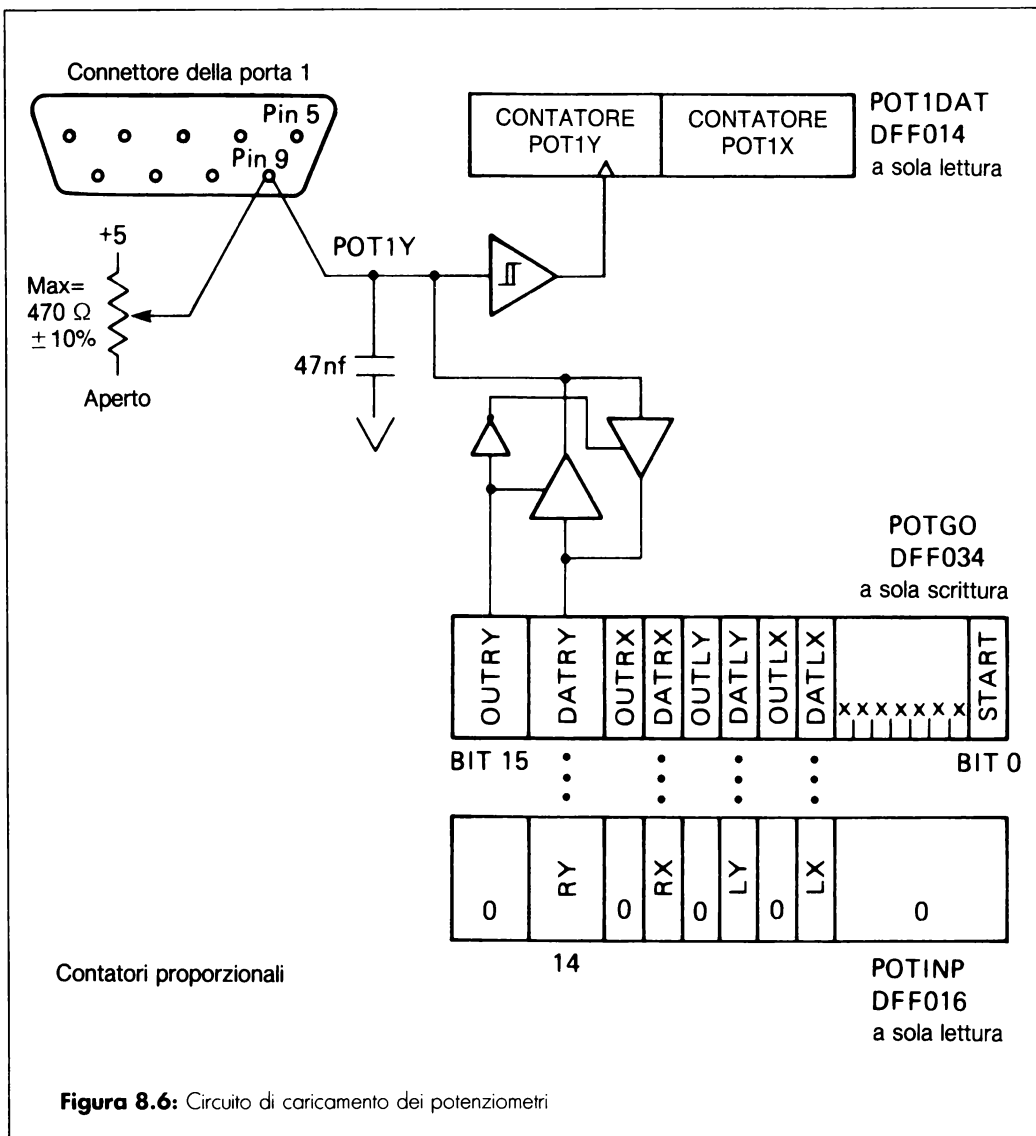 Connettore della porta 1
Pin 5
Pin 9
CONTATORE
POT1Y
CONTATORE
POT1X
POT1DAT
DFF014
a sola lettura
+5
Max=
470 Ω
±10%
Aperto
POT1Y
47nf
POTGO
DFF034
a sola scrittura
OUTRY
DATRY
OUTRX
DATRX
OUTLY
DATLY
OUTLX
DATLX
x x x x x x x
START
BIT 15
BIT 0
0
RY
0
RX
0
LY
0
LX
0
14
Contatori proporzionali
POTINP
DFF016
a sola lettura
Figura 8.6: Circuito di caricamento dei potenziometri